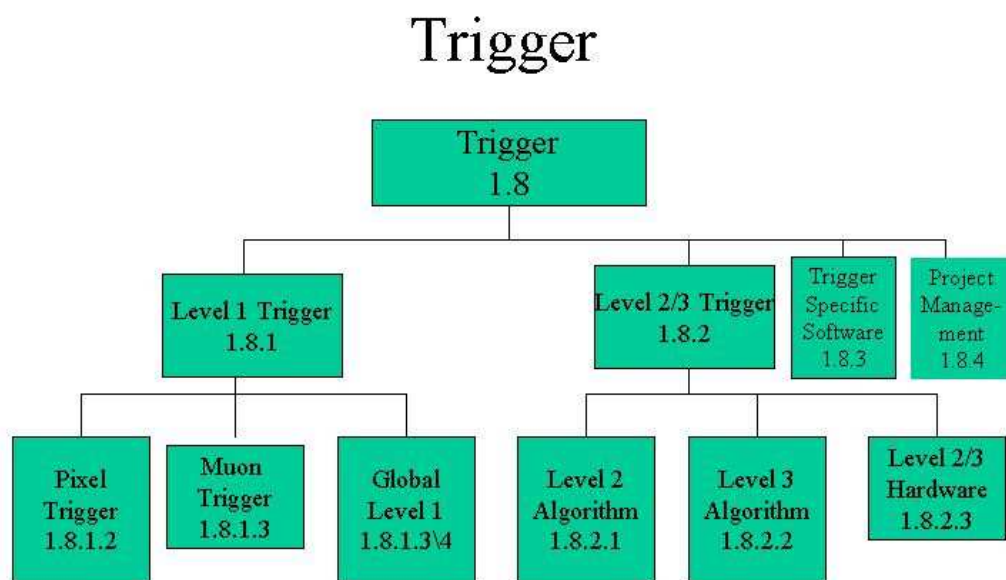 Trigger
Trigger
1.8
Level 1 Trigger
1.8.1
Level 2/3 Trigger
1.8.2
Trigger
Specific
Software
1.8.3
Project
Manage-
ment
1.8.4
Pixel
Trigger
1.8.1.2
Muon
Trigger
1.8.1.3
Global
Level 1
1.8.1.3\4
Level 2
Algorithm
1.8.2.1
Level 3
Algorithm
1.8.2.2
Level 2/3
Hardware
1.8.2.3